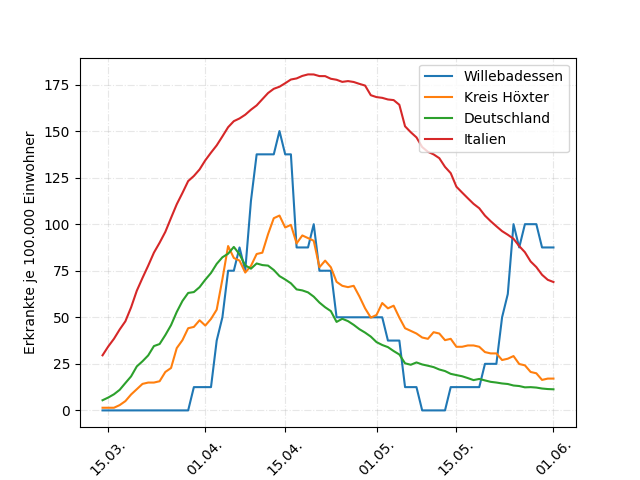 Willebadessen
Kreis Höxter
Deutschland
Italien
Erkrankte je 100.000 Einwohner
175
150
125
100
75
50
25
0
15.03.
01.04.
15.04.
01.05.
15.05.
01.06.